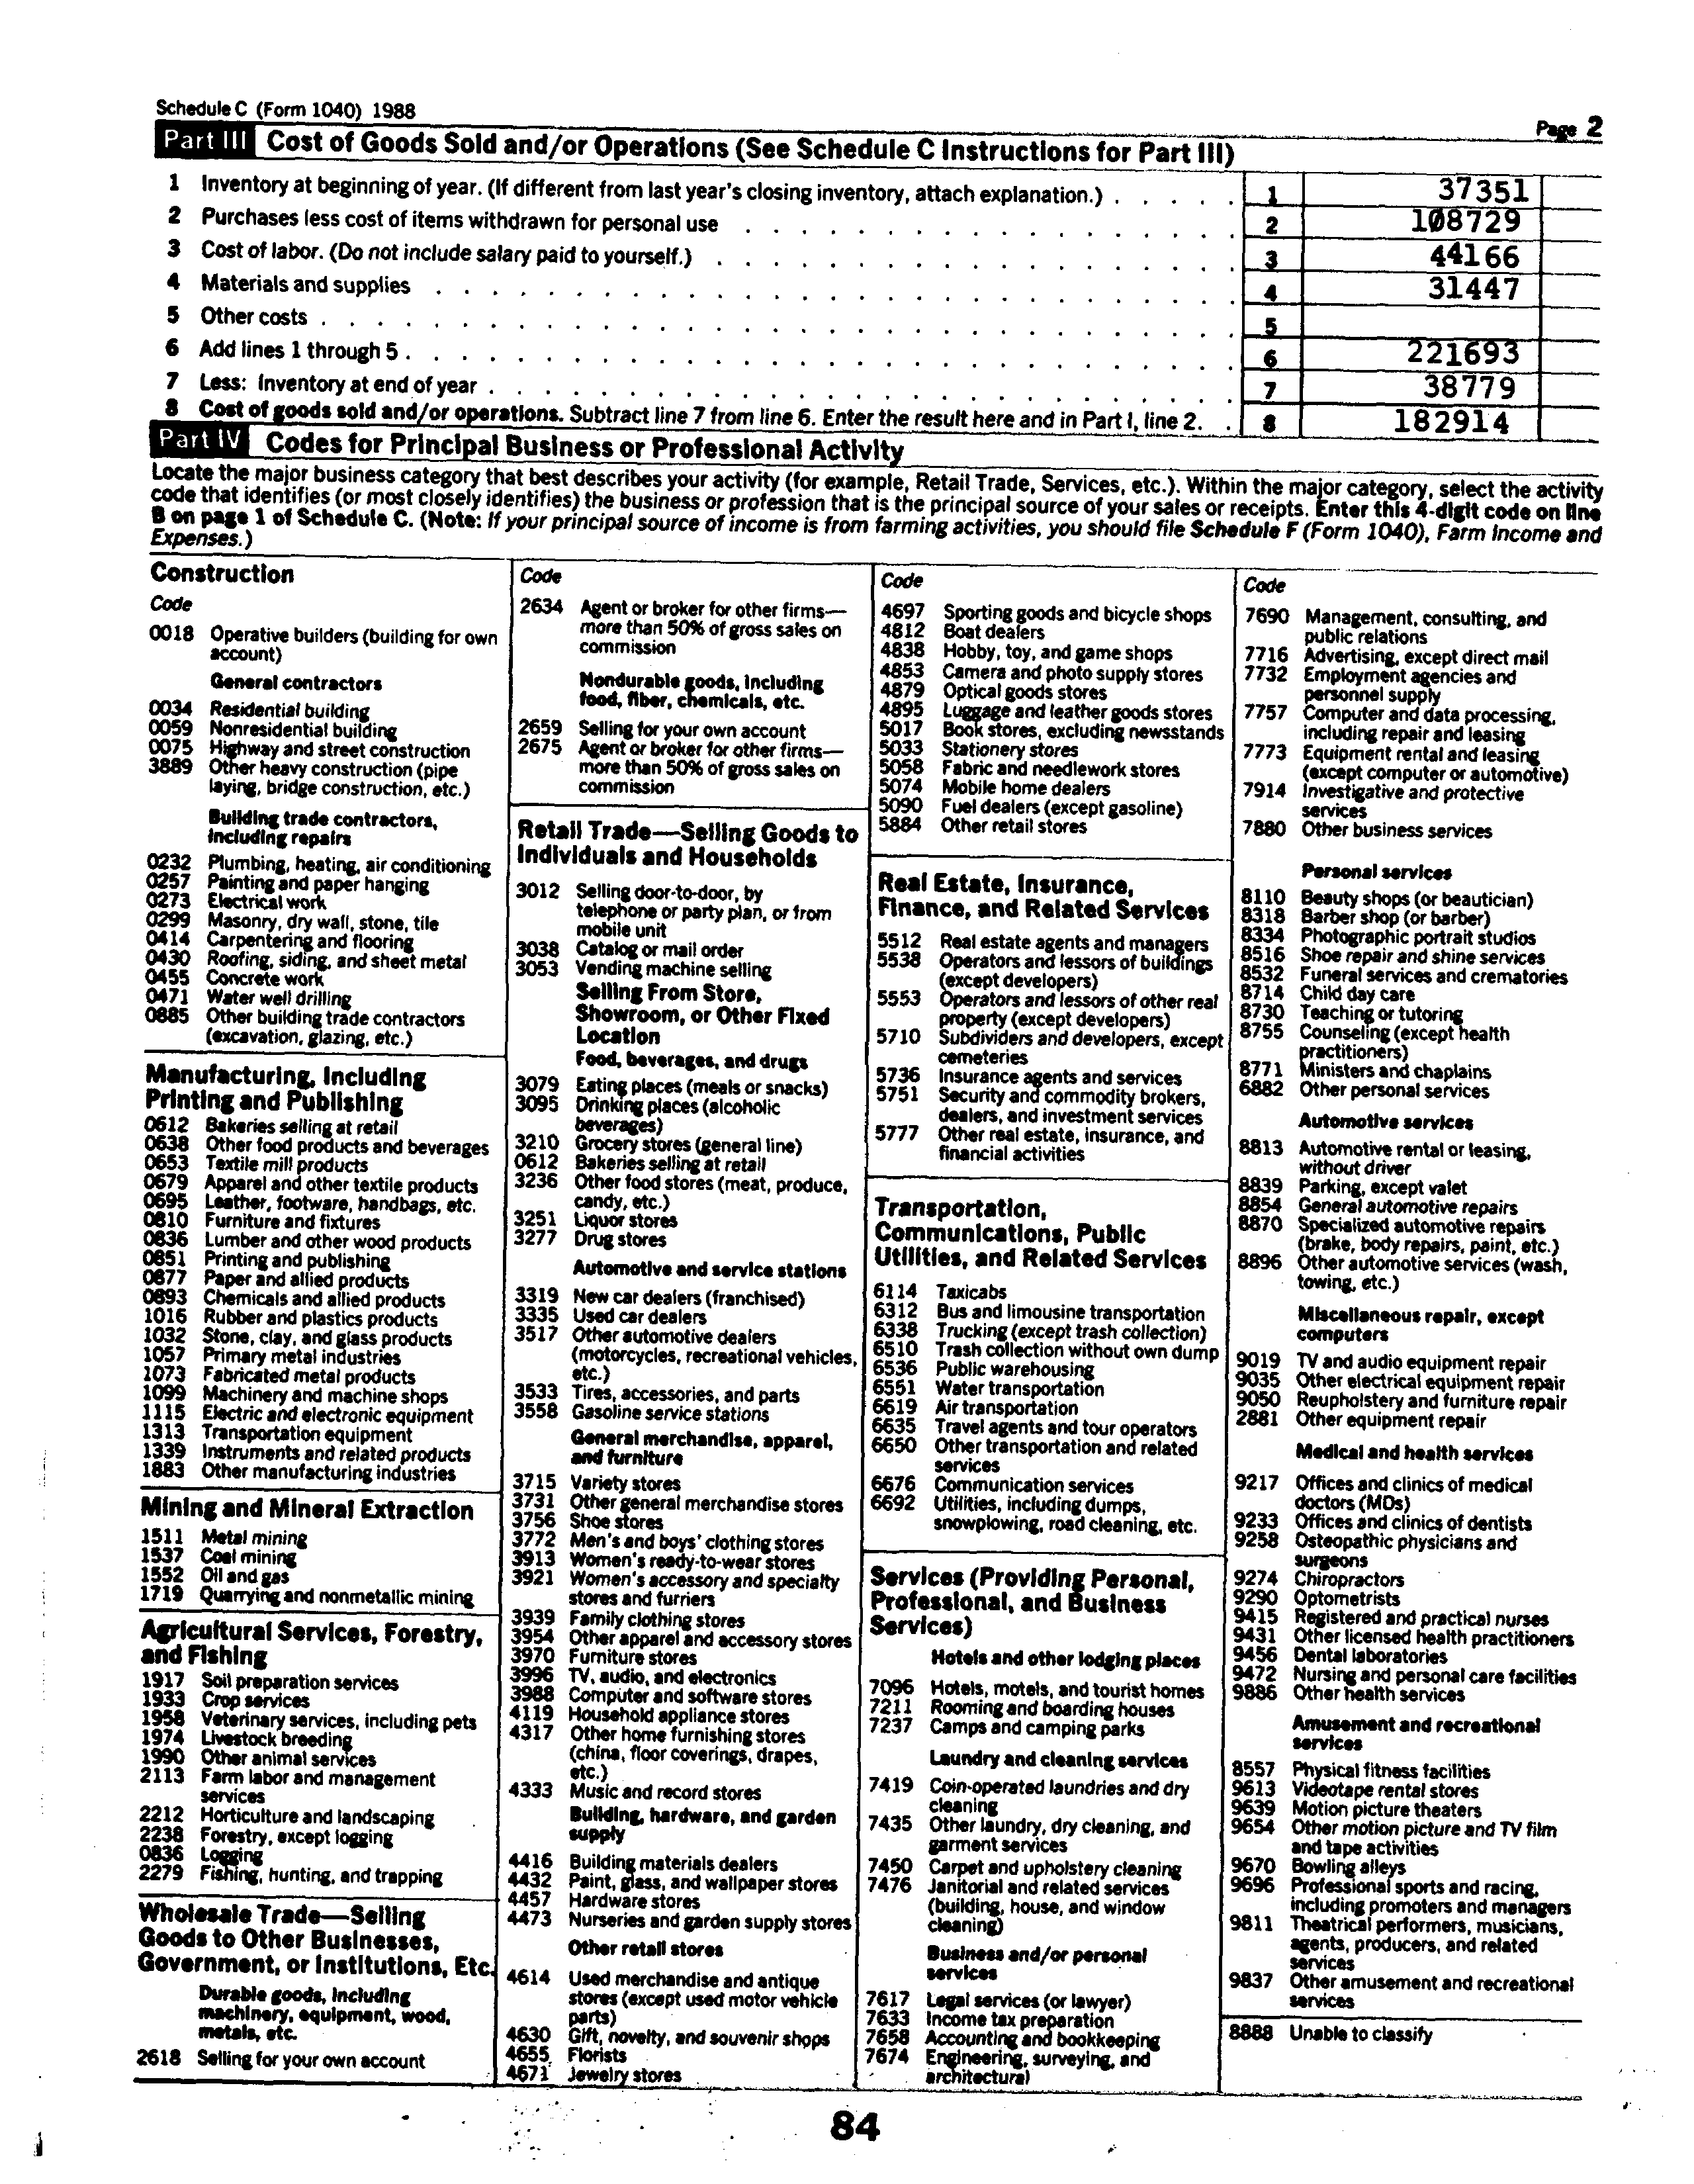 Schedule C (Form 1040) 1988
Page 2
Part III Cost of Goods Sold and/or Operations (See Schedule C Instructions for Part III)
1 Inventory at beginning of year. (If different from last year's closing inventory, attach explanation.) . . . . . 1 37351
2 Purchases less cost of items withdrawn for personal use . . . . . . . . . . . . . . . . . . 2 108729
3 Cost of labor. (Do not include salary paid to yourself.) . . . . . . . . . . . . . . . . . . . 3 44166
4 Materials and supplies . . . . . . . . . . . . . . . . . . . . . . . . . . . . . 4 31447
5 Other costs . . . . . . . . . . . . . . . . . . . . . . . . . . . . . . . . . 5
6 Add lines 1 through 5 . . . . . . . . . . . . . . . . . . . . . . . . . . . . . . 6 221693
7 Less: Inventory at end of year . . . . . . . . . . . . . . . . . . . . . . . . . . . 7 38779
8 Cost of goods sold and/or operations. Subtract line 7 from line 6. Enter the result here and in Part I, line 2. . 8 182914
Part IV Codes for Principal Business or Professional Activity
Locate the major business category that best describes your activity (for example, Retail Trade, Services, etc.). Within the major category, select the activity
code that identifies (or most closely identifies) the business or profession that is the principal source of your sales or receipts. Enter this 4-digit code on line
B on page 1 of Schedule C. (Note: If your principal source of income is from farming activities, you should file Schedule F (Form 1040), Farm Income and
Expenses.)
Construction
Code
0018 Operative builders (building for own
account)
General contractors
0034 Residential building
0059 Nonresidential building
0075 Highway and street construction
3889 Other heavy construction (pipe
laying, bridge construction, etc.)
Building trade contractors,
including repairs
0232 Plumbing, heating, air conditioning
0257 Painting and paper hanging
0273 Electrical work
0299 Masonry, dry wall, stone, tile
0414 Carpentering and flooring
0430 Roofing, siding, and sheet metal
0455 Concrete work
0471 Water well drilling
0885 Other building trade contractors
(excavation, glazing, etc.)
Manufacturing, Including
Printing and Publishing
0612 Bakeries selling at retail
0638 Other food products and beverages
0653 Textile mill products
0679 Apparel and other textile products
0695 Leather, footware, handbags, etc.
0810 Furniture and fixtures
0836 Lumber and other wood products
0851 Printing and publishing
0877 Paper and allied products
0893 Chemicals and allied products
1016 Rubber and plastics products
1032 Stone, clay, and glass products
1057 Primary metal industries
1073 Fabricated metal products
1099 Machinery and machine shops
1115 Electric and electronic equipment
1313 Transportation equipment
1339 Instruments and related products
1883 Other manufacturing industries
Mining and Mineral Extraction
1511 Metal mining
1537 Coal mining
1552 Oil and gas
1719 Quarrying and nonmetallic mining
Agricultural Services, Forestry,
and Fishing
1917 Soil preparation services
1933 Crop services
1958 Veterinary services, including pets
1974 Livestock breeding
1990 Other animal services
2113 Farm labor and management
services
2212 Horticulture and landscaping
2238 Forestry, except logging
0836 Logging
2279 Fishing, hunting, and trapping
Wholesale Trade—Selling
Goods to Other Businesses,
Government, or Institutions, Etc.
Durable goods, including
machinery, equipment, wood,
metals, etc.
2618 Selling for your own account
Code
2634 Agent or broker for other firms—
more than 50% of gross sales on
commission
Nondurable goods, including
food, fiber, chemicals, etc.
2659 Selling for your own account
2675 Agent or broker for other firms—
more than 50% of gross sales on
commission
Retail Trade—Selling Goods to
Individuals and Households
3012 Selling door-to-door, by
telephone or party plan, or from
mobile unit
3038 Catalog or mail order
3053 Vending machine selling
Selling From Store,
Showroom, or Other Fixed
Location
Food, beverages, and drugs
3079 Eating places (meals or snacks)
3095 Drinking places (alcoholic
beverages)
3210 Grocery stores (general line)
0612 Bakeries selling at retail
3236 Other food stores (meat, produce,
candy, etc.)
3251 Liquor stores
3277 Drug stores
Automotive and service stations
3319 New car dealers (franchised)
3335 Used car dealers
3517 Other automotive dealers
(motorcycles, recreational vehicles,
etc.)
3533 Tires, accessories, and parts
3558 Gasoline service stations
General merchandise, apparel,
and furniture
3715 Variety stores
3731 Other general merchandise stores
3756 Shoe stores
3772 Men's and boys' clothing stores
3913 Women's ready-to-wear stores
3921 Women's accessory and specialty
stores and furriers
3939 Family clothing stores
3954 Other apparel and accessory stores
3970 Furniture stores
3996 TV, audio, and electronics
3988 Computer and software stores
4119 Household appliance stores
4317 Other home furnishing stores
(china, floor coverings, drapes,
etc.)
4333 Music and record stores
Building, hardware, and garden
supply
4416 Building materials dealers
4432 Paint, glass, and wallpaper stores
4457 Hardware stores
4473 Nurseries and garden supply stores
Other retail stores
4614 Used merchandise and antique
stores (except used motor vehicle
parts)
4630 Gift, novelty, and souvenir shops
4655 Florists
4671 Jewelry stores
Code
4697 Sporting goods and bicycle shops
4812 Boat dealers
4838 Hobby, toy, and game shops
4853 Camera and photo supply stores
4879 Optical goods stores
4895 Luggage and leather goods stores
5017 Book stores, excluding newsstands
5033 Stationery stores
5058 Fabric and needlework stores
5074 Mobile home dealers
5090 Fuel dealers (except gasoline)
5884 Other retail stores
Real Estate, Insurance,
Finance, and Related Services
5512 Real estate agents and managers
5538 Operators and lessors of buildings
(except developers)
5553 Operators and lessors of other real
property (except developers)
5710 Subdividers and developers, except
cemeteries
5736 Insurance agents and services
5751 Security and commodity brokers,
dealers, and investment services
5777 Other real estate, insurance, and
financial activities
Transportation,
Communications, Public
Utilities, and Related Services
6114 Taxicabs
6312 Bus and limousine transportation
6338 Trucking (except trash collection)
6510 Trash collection without own dump
6536 Public warehousing
6551 Water transportation
6619 Air transportation
6635 Travel agents and tour operators
6650 Other transportation and related
services
6676 Communication services
6692 Utilities, including dumps,
snowplowing, road cleaning, etc.
Services (Providing Personal,
Professional, and Business
Services)
Hotels and other lodging places
7096 Hotels, motels, and tourist homes
7211 Rooming and boarding houses
7237 Camps and camping parks
Laundry and cleaning services
7419 Coin-operated laundries and dry
cleaning
7435 Other laundry, dry cleaning, and
garment services
7450 Carpet and upholstery cleaning
7476 Janitorial and related services
(building, house, and window
cleaning)
Business and/or personal
services
7617 Legal services (or lawyer)
7633 Income tax preparation
7658 Accounting and bookkeeping
7674 Engineering, surveying, and
architectural
Code
7690 Management, consulting, and
public relations
7716 Advertising, except direct mail
7732 Employment agencies and
personnel supply
7757 Computer and data processing,
including repair and leasing
7773 Equipment rental and leasing
(except computer or automotive)
7914 Investigative and protective
services
7880 Other business services
Personal services
8110 Beauty shops (or beautician)
8318 Barber shop (or barber)
8334 Photographic portrait studios
8516 Shoe repair and shine services
8532 Funeral services and crematories
8714 Child day care
8730 Teaching or tutoring
8755 Counseling (except health
practitioners)
8771 Ministers and chaplains
6882 Other personal services
Automotive services
8813 Automotive rental or leasing,
without driver
8839 Parking, except valet
8854 General automotive repairs
8870 Specialized automotive repairs
(brake, body repairs, paint, etc.)
8896 Other automotive services (wash,
towing, etc.)
Miscellaneous repair, except
computers
9019 TV and audio equipment repair
9035 Other electrical equipment repair
9050 Reupholstery and furniture repair
2881 Other equipment repair
Medical and health services
9217 Offices and clinics of medical
doctors (MDs)
9233 Offices and clinics of dentists
9258 Osteopathic physicians and
surgeons
9274 Chiropractors
9290 Optometrists
9415 Registered and practical nurses
9431 Other licensed health practitioners
9456 Dental laboratories
9472 Nursing and personal care facilities
9886 Other health services
Amusement and recreational
services
8557 Physical fitness facilities
9613 Videotape rental stores
9639 Motion picture theaters
9654 Other motion picture and TV film
and tape activities
9670 Bowling alleys
9696 Professional sports and racing,
including promoters and managers
9811 Theatrical performers, musicians,
agents, producers, and related
services
9837 Other amusement and recreational
services
8888 Unable to classify
84